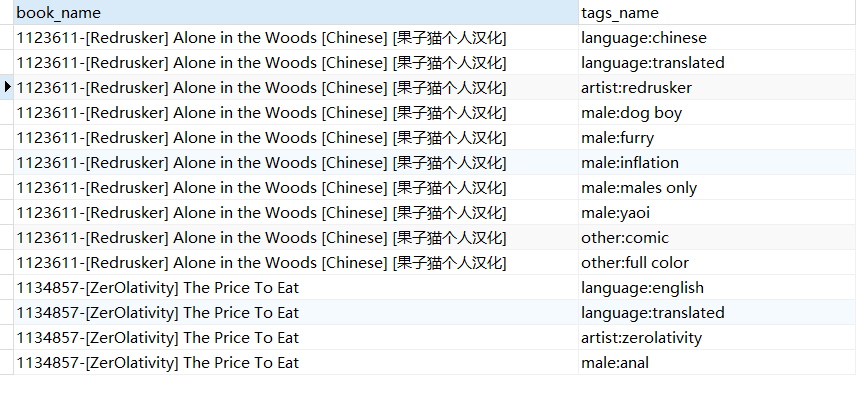 book_name tags_name
1123611-[Redrusker] Alone in the Woods [Chinese] [果子猫个人汉化] language:chinese
1123611-[Redrusker] Alone in the Woods [Chinese] [果子猫个人汉化] language:translated
1123611-[Redrusker] Alone in the Woods [Chinese] [果子猫个人汉化] artist:redrusker
1123611-[Redrusker] Alone in the Woods [Chinese] [果子猫个人汉化] male:dog boy
1123611-[Redrusker] Alone in the Woods [Chinese] [果子猫个人汉化] male:furry
1123611-[Redrusker] Alone in the Woods [Chinese] [果子猫个人汉化] male:inflation
1123611-[Redrusker] Alone in the Woods [Chinese] [果子猫个人汉化] male:males only
1123611-[Redrusker] Alone in the Woods [Chinese] [果子猫个人汉化] male:yaoi
1123611-[Redrusker] Alone in the Woods [Chinese] [果子猫个人汉化] other:comic
1123611-[Redrusker] Alone in the Woods [Chinese] [果子猫个人汉化] other:full color
1134857-[ZerOlativity] The Price To Eat language:english
1134857-[ZerOlativity] The Price To Eat language:translated
1134857-[ZerOlativity] The Price To Eat artist:zerolativity
1134857-[ZerOlativity] The Price To Eat male:anal